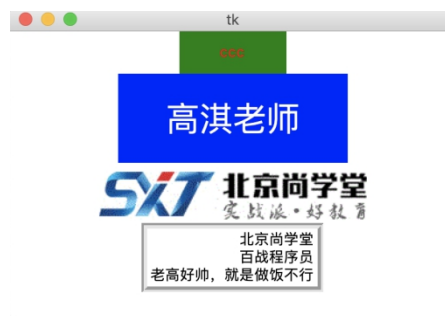 tk
ccc
高淇老师
SXT 北京尚学堂
实战派·好教育
北京尚学堂
百战程序员
老高好帅，就是做饭不行